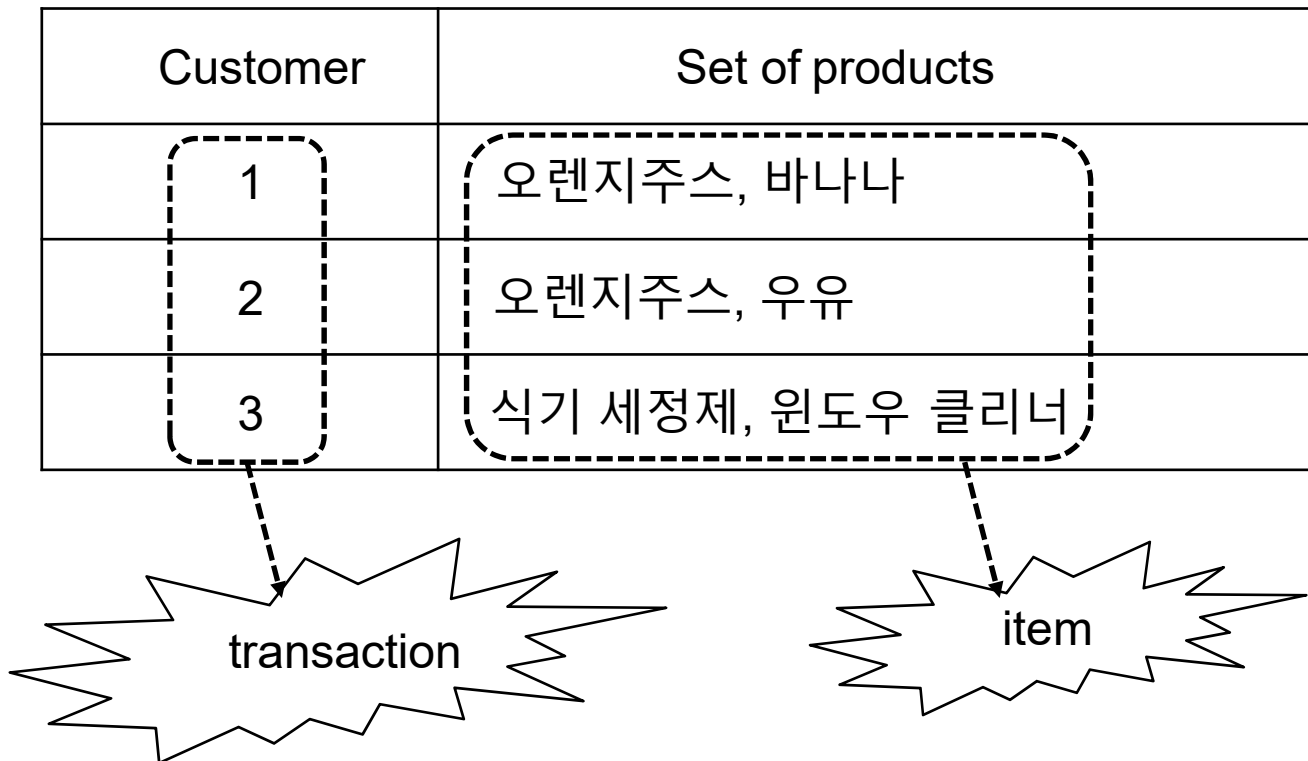 Customer Set of products
1 오렌지주스, 바나나
2 오렌지주스, 우유
3 식기 세정제, 윈도우 클리너
transaction
item